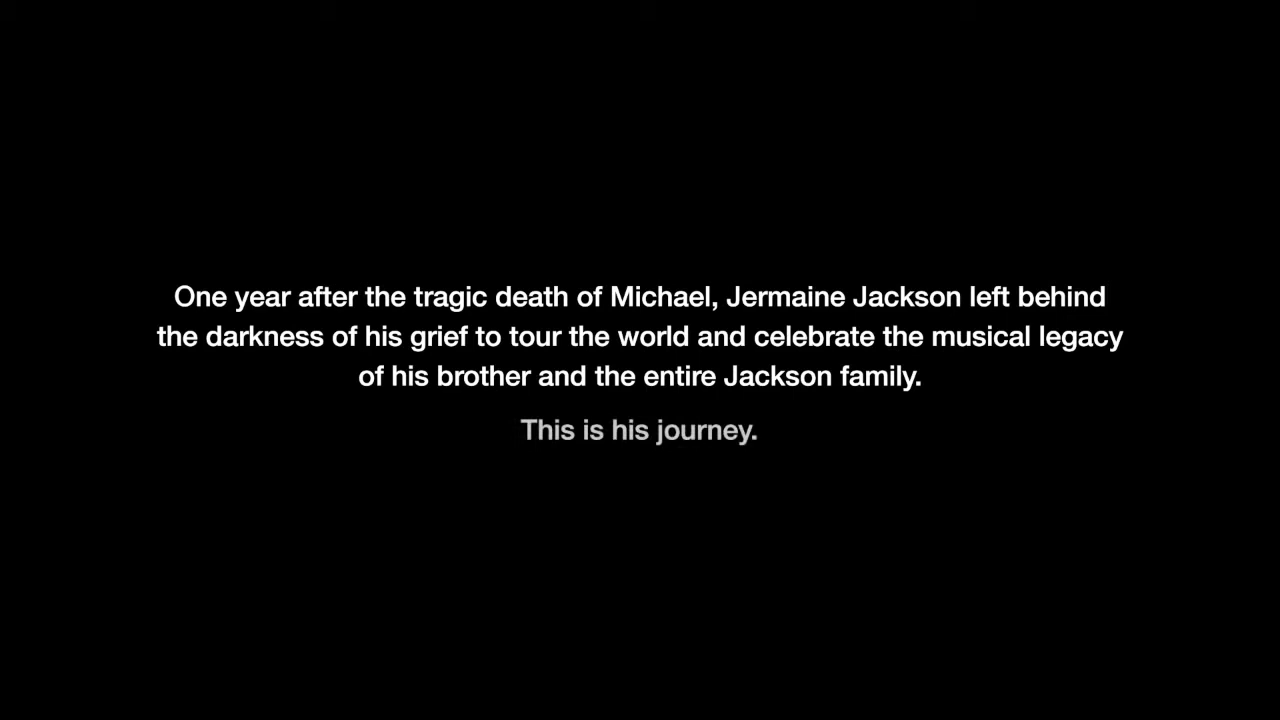 One year after the tragic death of Michael, Jermaine Jackson left behind
the darkness of his grief to tour the world and celebrate the musical legacy
of his brother and the entire Jackson family.
This is his journey.